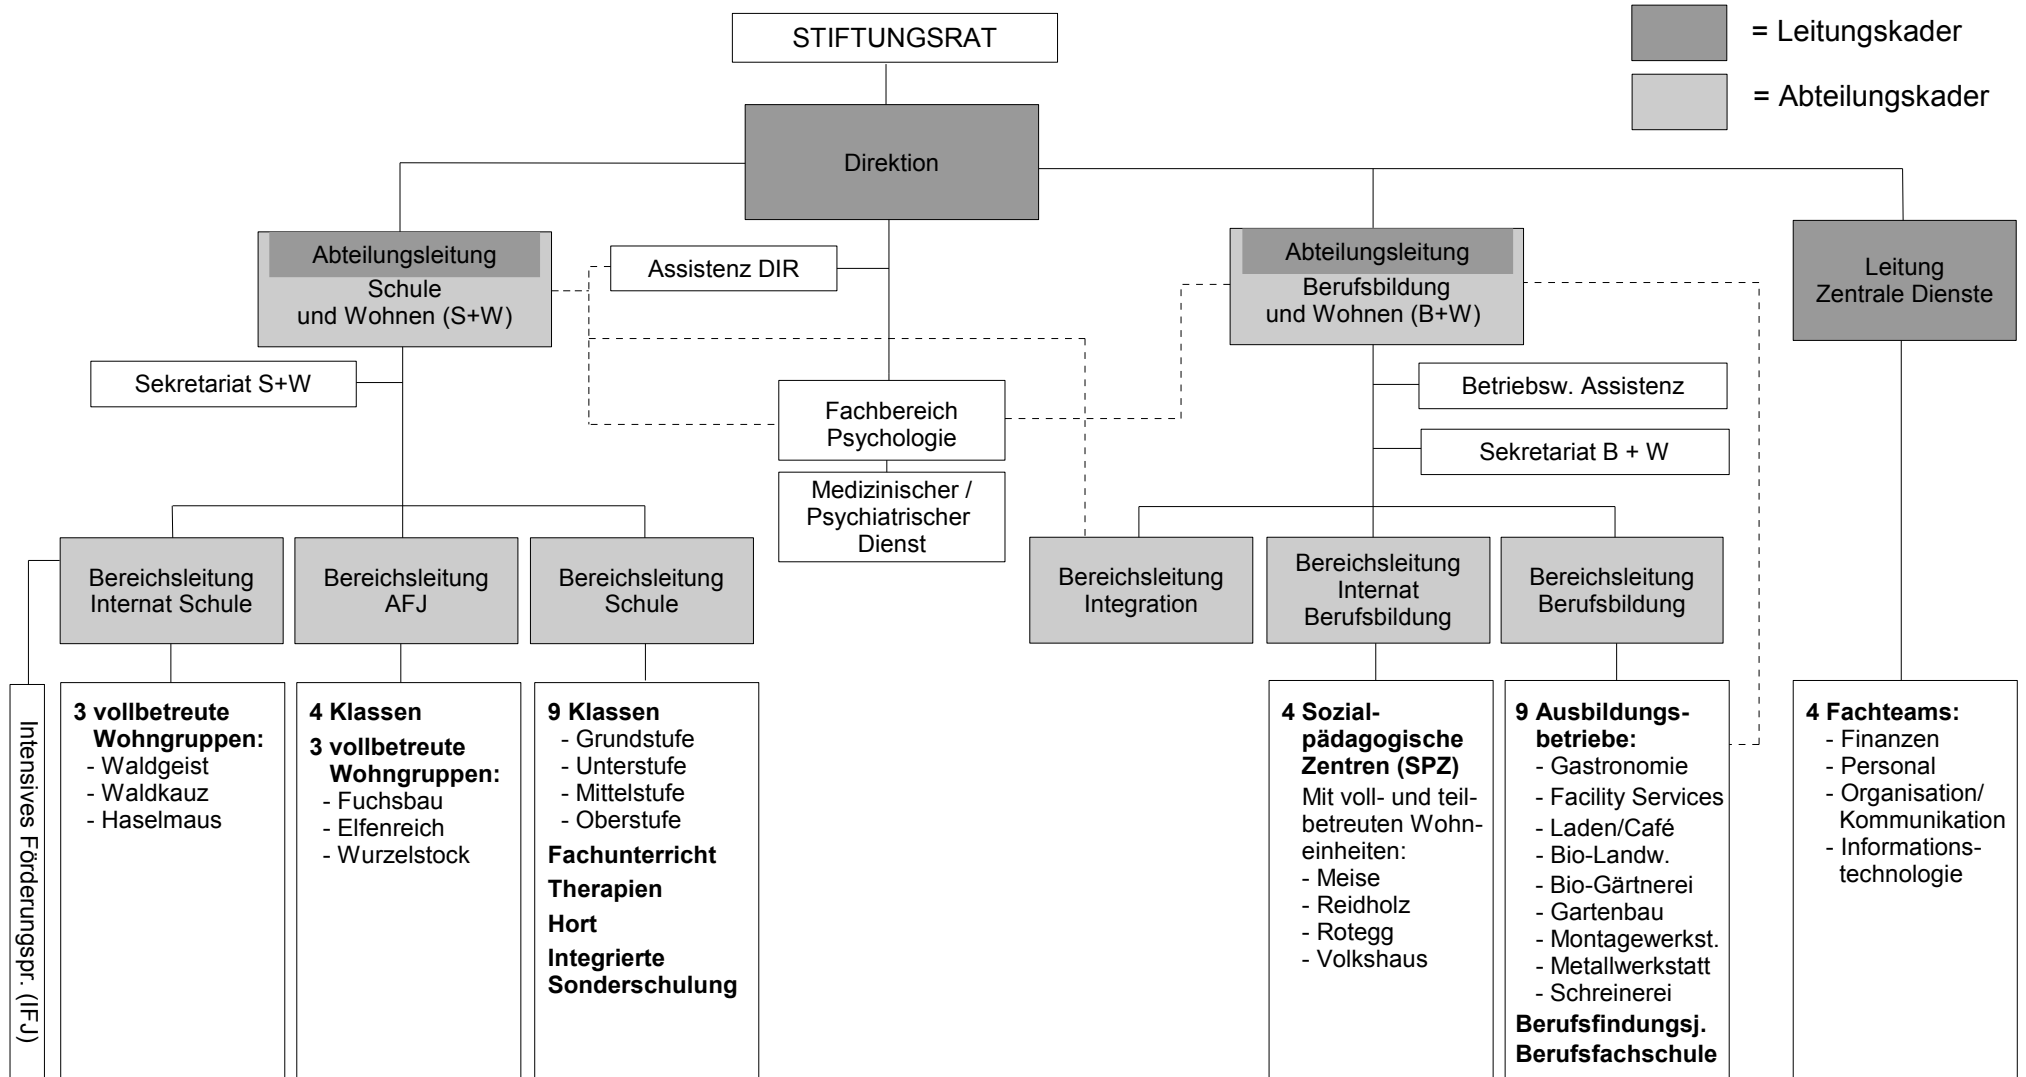 STIFTUNGSRAT
= Leitungskader
= Abteilungskader
Direktion
Abteilungsleitung
Schule
und Wohnen (S+W)
Assistenz DIR
Abteilungsleitung
Berufsbildung
und Wohnen (B+W)
Leitung
Zentrale Dienste
Sekretariat S+W
Fachbereich
Psychologie
Betriebsw. Assistenz
Sekretariat B + W
Medizinischer /
Psychiatrischer
Dienst
Bereichsleitung
Internat Schule
Bereichsleitung
AFJ
Bereichsleitung
Schule
Bereichsleitung
Integration
Bereichsleitung
Internat
Berufsbildung
Bereichsleitung
Berufsbildung
Intensives Förderungspr. (IFJ)
3 vollbetreute
Wohngruppen:
- Waldgeist
- Waldkauz
- Haselmaus
4 Klassen
3 vollbetreute
Wohngruppen:
- Fuchsbau
- Elfenreich
- Wurzelstock
9 Klassen
- Grundstufe
- Unterstufe
- Mittelstufe
- Oberstufe
Fachunterricht
Therapien
Hort
Integrierte
Sonderschulung
4 Sozial-
pädagogische
Zentren (SPZ)
Mit voll- und teil-
betreuten Wohn-
einheiten:
- Meise
- Reidholz
- Rotegg
- Volkshaus
9 Ausbildungs-
betriebe:
- Gastronomie
- Facility Services
- Laden/Café
- Bio-Landw.
- Bio-Gärtnerei
- Gartenbau
- Montagewerkst.
- Metallwerkstatt
- Schreinerei
Berufsfindungsj.
Berufsfachschule
4 Fachteams:
- Finanzen
- Personal
- Organisation/
Kommunikation
- Informations-
technologie